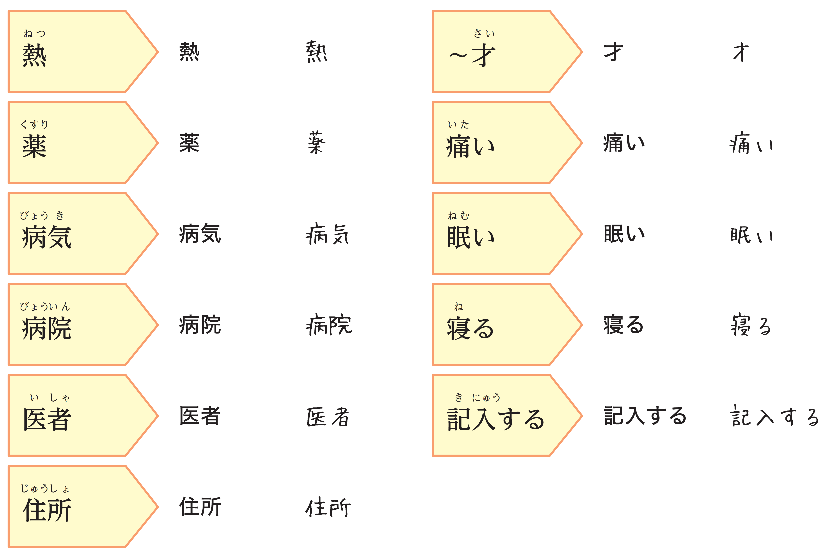 ねつ
熱 熱 熱
くすり
薬 薬 薬
びょう き
病気 病気 病気
びょういん
病院 病院 病院
い しゃ
医者 医者 医者
じゅうしょ
住所 住所 住所
さい
~才 才 才
いた
痛い 痛い 痛い
ねむ
眠い 眠い 眠い
ね
寝る 寝る 寝る
き にゅう
記入する 記入する 記入する